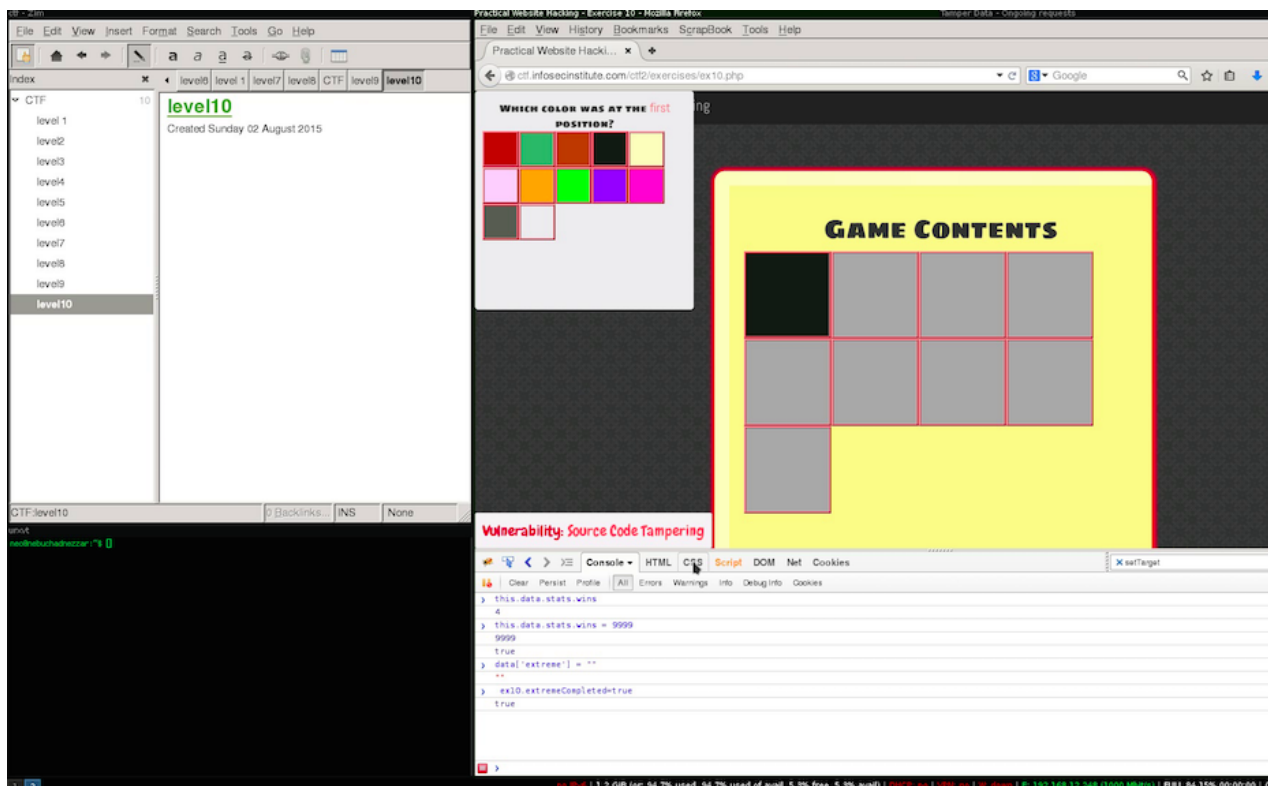 ctf - Zim
File Edit View Insert Format Search Tools Go Help
Index
level6 level 1 level7 level8 CTF level9 level10
CTF 10
level 1
level2
level3
level4
level5
level6
level7
level8
level9
level10
level10
Created Sunday 02 August 2015
CTF:level10
0 Backlinks... INS None
urxvt
Practical Website Hacking - Exercise 10 - Mozilla Firefox
Tamper Data - Ongoing requests
File Edit View History Bookmarks ScrapBook Tools Help
Practical Website Hacki...
ctf.infosecinstitute.com/ctf2/exercises/ex10.php
Google
Which color was at the first
position?
ing
Game Contents
Vulnerability: Source Code Tampering
Console HTML CSS Script DOM Net Cookies
setTarget
Clear Persist Profile All Errors Warnings Info Debug Info Cookies
this.data.stats.wins
4
this.data.stats.wins = 9999
9999
true
data['extreme'] = ""
""
ex10.extremeCompleted=true
true